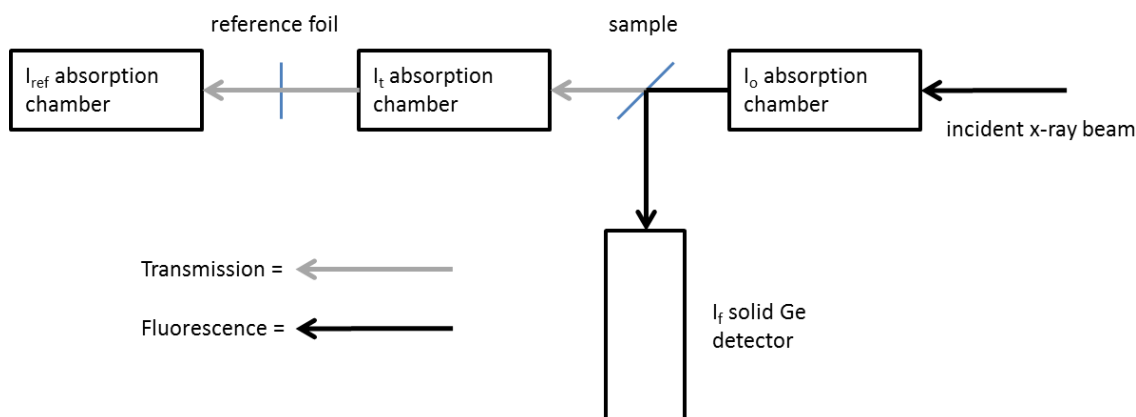 reference foil
sample
I_ref absorption
chamber
I_t absorption
chamber
I_o absorption
chamber
incident x-ray beam
Transmission =
Fluorescence =
I_f solid Ge
detector